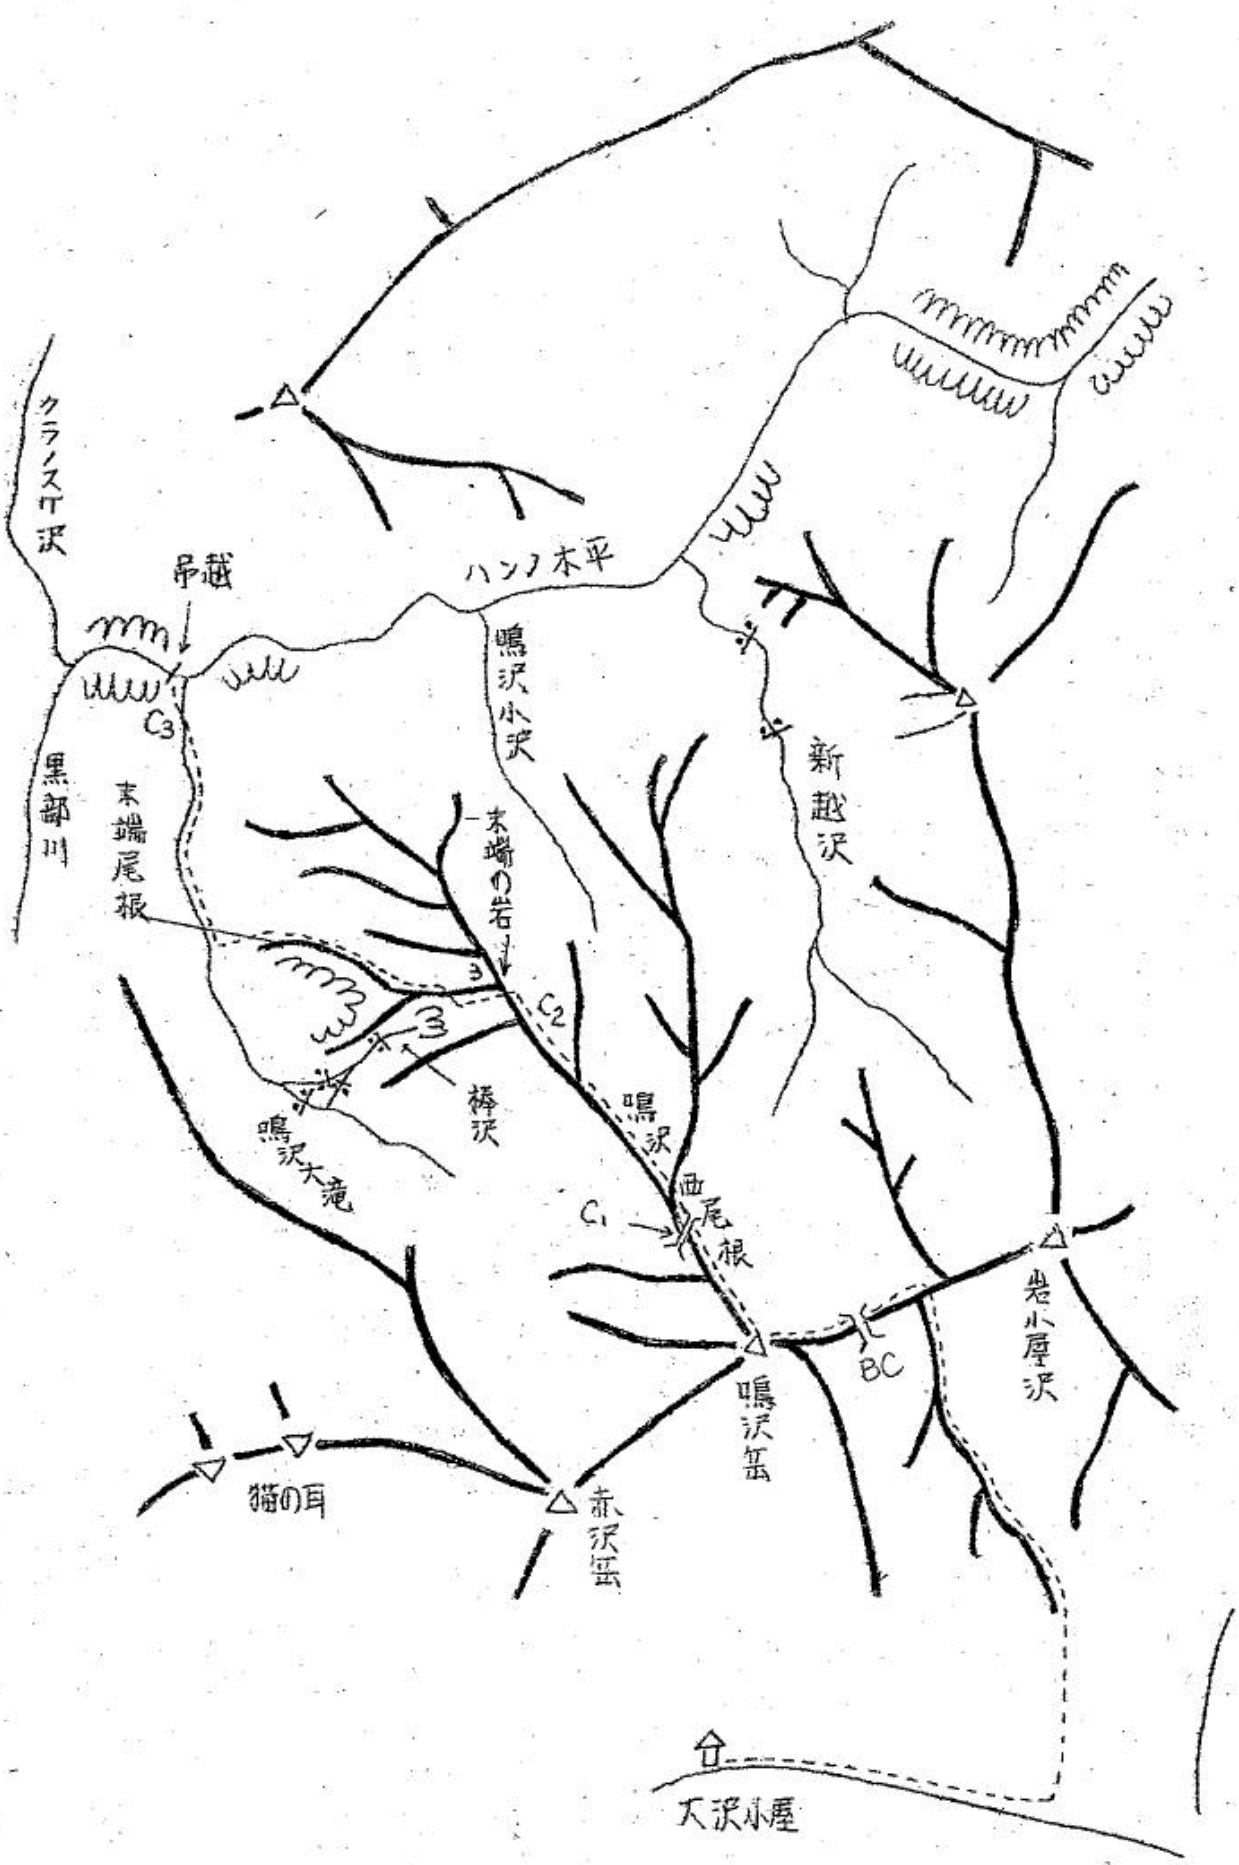 クラノスケ沢
吊越
ハンノ木平
鳴沢小沢
C3
黒部川
末端尾根
末端の岩
新越沢
C2
棒沢
鳴沢大滝
鳴沢西尾根
C1
BC
岩小屋沢
鳴沢岳
猫の耳
赤沢岳
大沢小屋